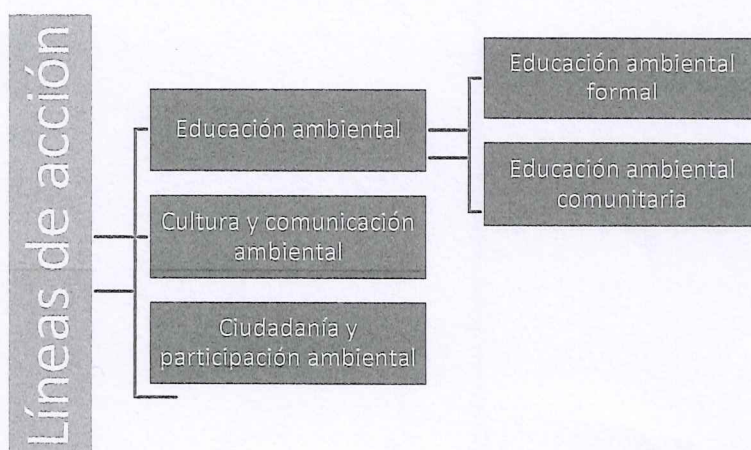 Líneas de acción
Educación ambiental
Cultura y comunicación
ambiental
Ciudadanía y
participación ambiental
Educación ambiental
formal
Educación ambiental
comunitaria